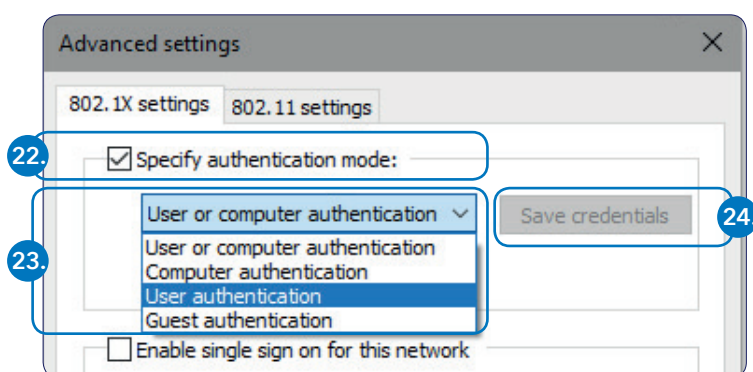 Advanced settings
802.1X settings 802.11 settings
22. Specify authentication mode:
User or computer authentication Save credentials 24.
User or computer authentication
23. Computer authentication
User authentication
Guest authentication
Enable single sign on for this network